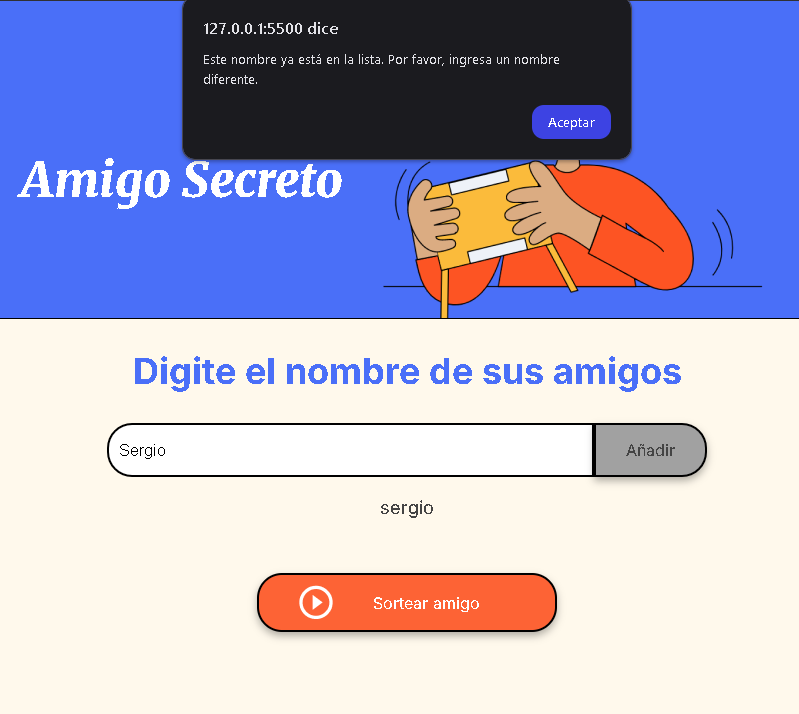 127.0.0.1:5500 dice
Este nombre ya está en la lista. Por favor, ingresa un nombre
diferente.
Aceptar
Amigo Secreto
Digite el nombre de sus amigos
Sergio
Añadir
sergio
Sortear amigo